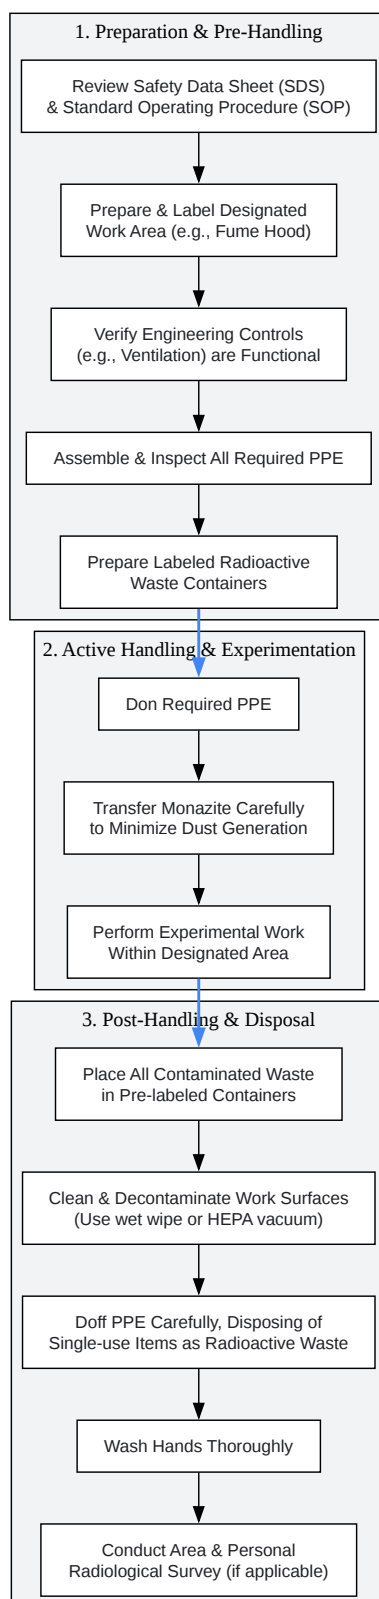 1. Preparation & Pre-Handling
Review Safety Data Sheet (SDS)
& Standard Operating Procedure (SOP)
Prepare & Label Designated
Work Area (e.g., Fume Hood)
Verify Engineering Controls
(e.g., Ventilation) are Functional
Assemble & Inspect All Required PPE
Prepare Labeled Radioactive
Waste Containers
2. Active Handling & Experimentation
Don Required PPE
Transfer Monazite Carefully
to Minimize Dust Generation
Perform Experimental Work
Within Designated Area
3. Post-Handling & Disposal
Place All Contaminated Waste
in Pre-labeled Containers
Clean & Decontaminate Work Surfaces
(Use wet wipe or HEPA vacuum)
Doff PPE Carefully, Disposing of
Single-use Items as Radioactive Waste
Wash Hands Thoroughly
Conduct Area & Personal
Radiological Survey (if applicable)